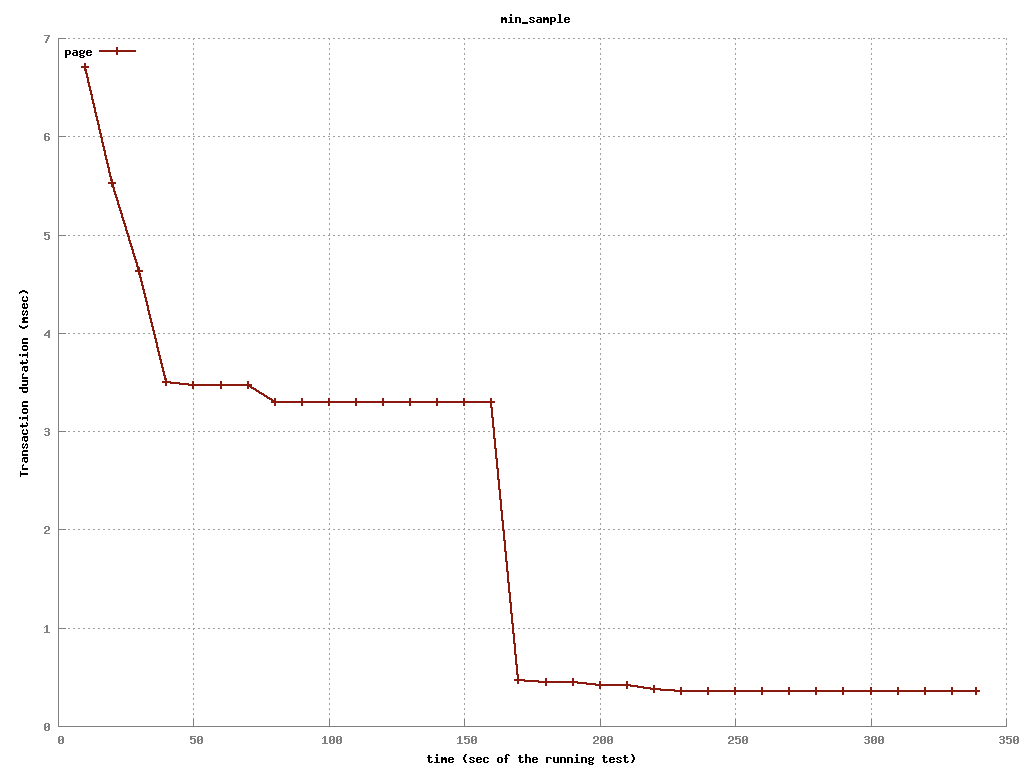 min_sample
7
page
6
5
4
3
2
1
0
Transaction duration (msec)
0 50 100 150 200 250 300 350
time (sec of the running test)